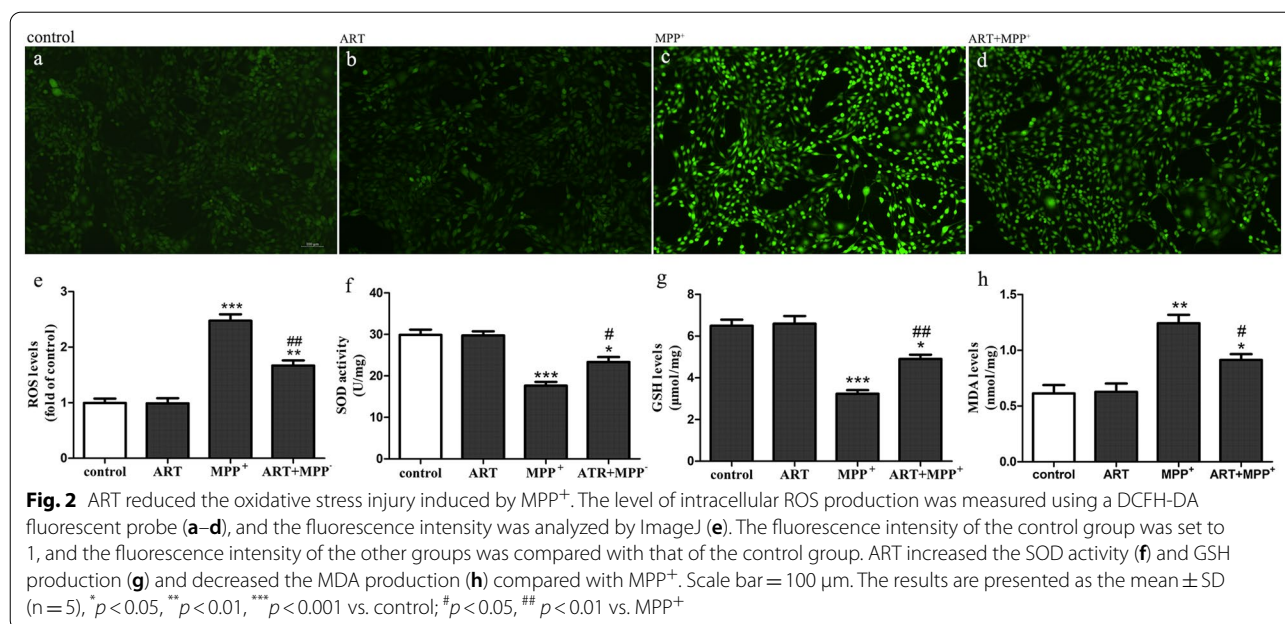 control ART MPP⁺ ART+MPP⁺
a b c d
100 µm
e
ROS levels
(fold of control)
3
2
1
0
***
##
**
control ART MPP⁺ ART+MPP⁻
f
SOD activity
(U/mg)
40
30
20
10
0
***
#
*
control ART MPP⁺ ATR+MPP⁻
g
GSH levels
(µmol/mg)
8
6
4
2
0
***
##
*
control ART MPP⁺ ART+MPP⁺
h
MDA levels
(nmol/mg)
1.5
1.0
0.5
0.0
**
#
*
control ART MPP⁺ ART+MPP⁺
Fig. 2 ART reduced the oxidative stress injury induced by MPP⁺. The level of intracellular ROS production was measured using a DCFH-DA
fluorescent probe (a–d), and the fluorescence intensity was analyzed by ImageJ (e). The fluorescence intensity of the control group was set to
1, and the fluorescence intensity of the other groups was compared with that of the control group. ART increased the SOD activity (f) and GSH
production (g) and decreased the MDA production (h) compared with MPP⁺. Scale bar = 100 µm. The results are presented as the mean ± SD
(n = 5), *p < 0.05, **p < 0.01, ***p < 0.001 vs. control; #p < 0.05, ## p < 0.01 vs. MPP⁺